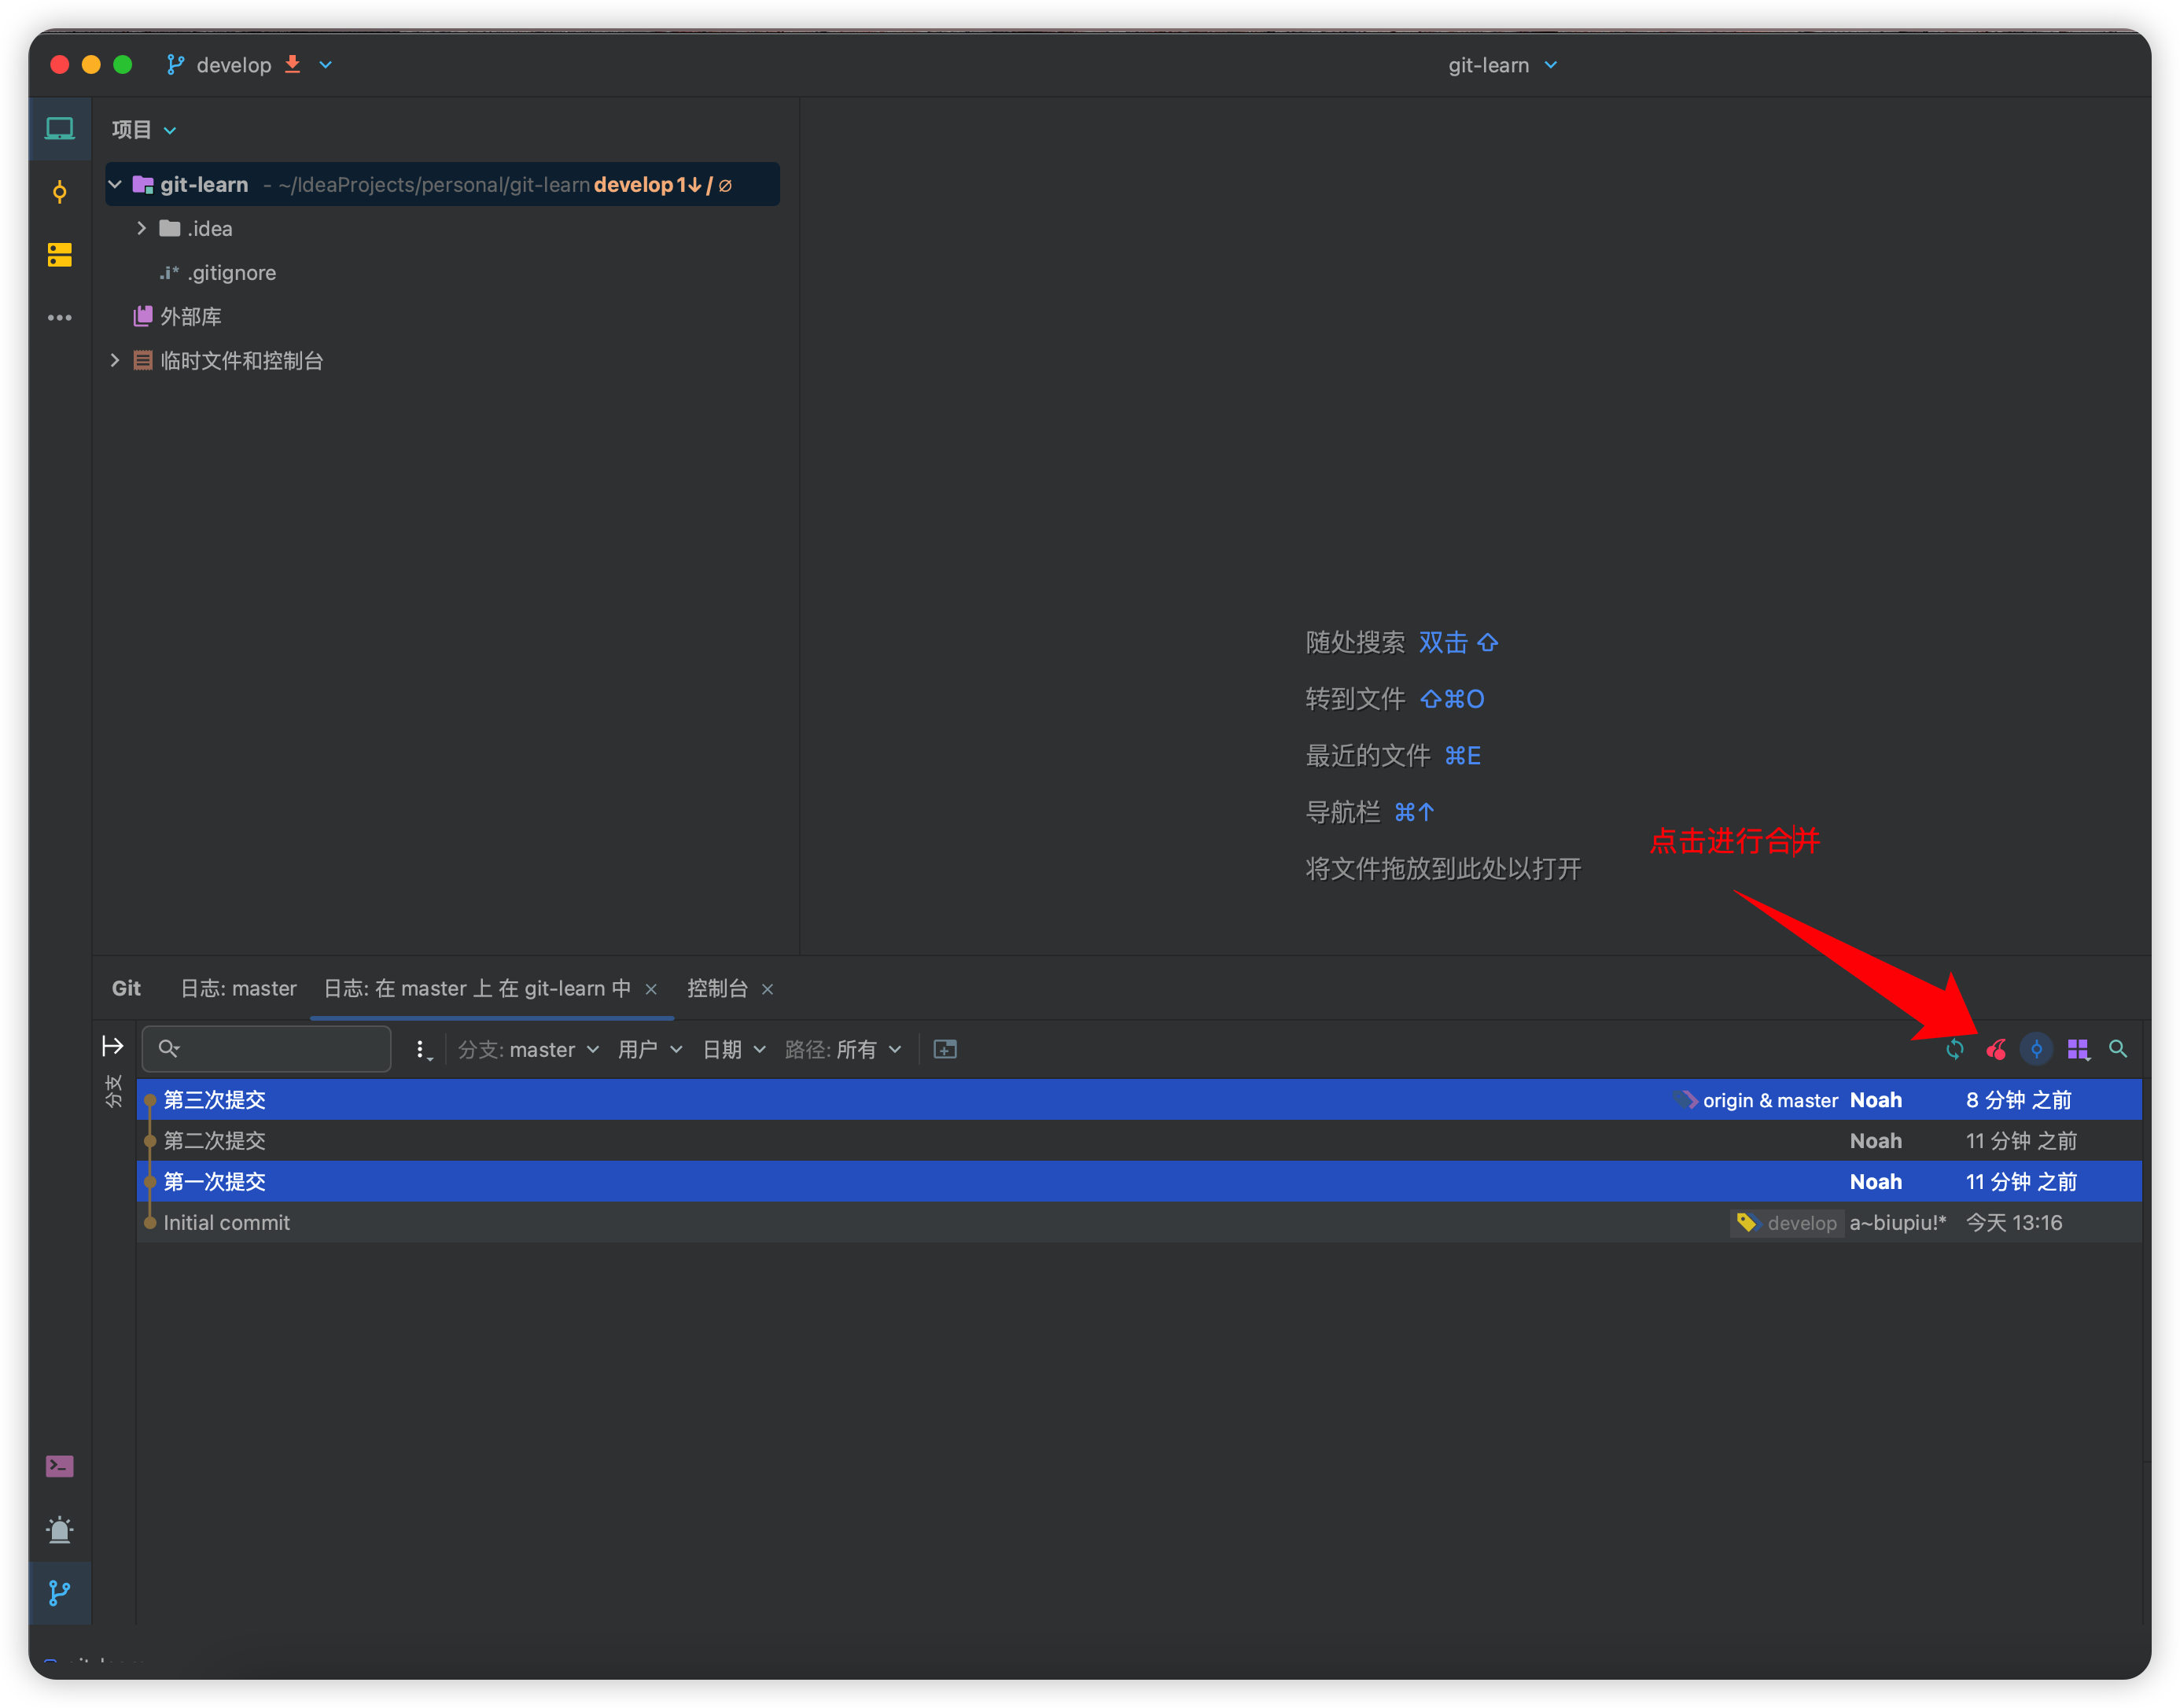 develop
git-learn
项目
git-learn - ~/IdeaProjects/personal/git-learn develop 1↓ / ∅
.idea
.i* .gitignore
外部库
临时文件和控制台
随处搜索 双击 ⇧
转到文件 ⇧⌘O
最近的文件 ⌘E
导航栏 ⌘↑
将文件拖放到此处以打开
点击进行合并
Git 日志: master 日志: 在 master 上 在 git-learn 中 × 控制台 ×
分支: master 用户 日期 路径: 所有
分支
第三次提交 origin & master Noah 8 分钟 之前
第二次提交 Noah 11 分钟 之前
第一次提交 Noah 11 分钟 之前
Initial commit develop a~biupiu!* 今天 13:16